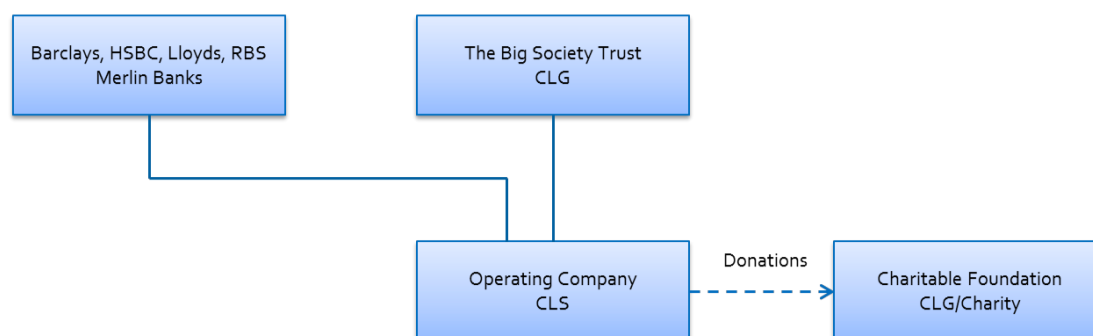 Barclays, HSBC, Lloyds, RBS
Merlin Banks
The Big Society Trust
CLG
Operating Company
CLS
Donations
Charitable Foundation
CLG/Charity